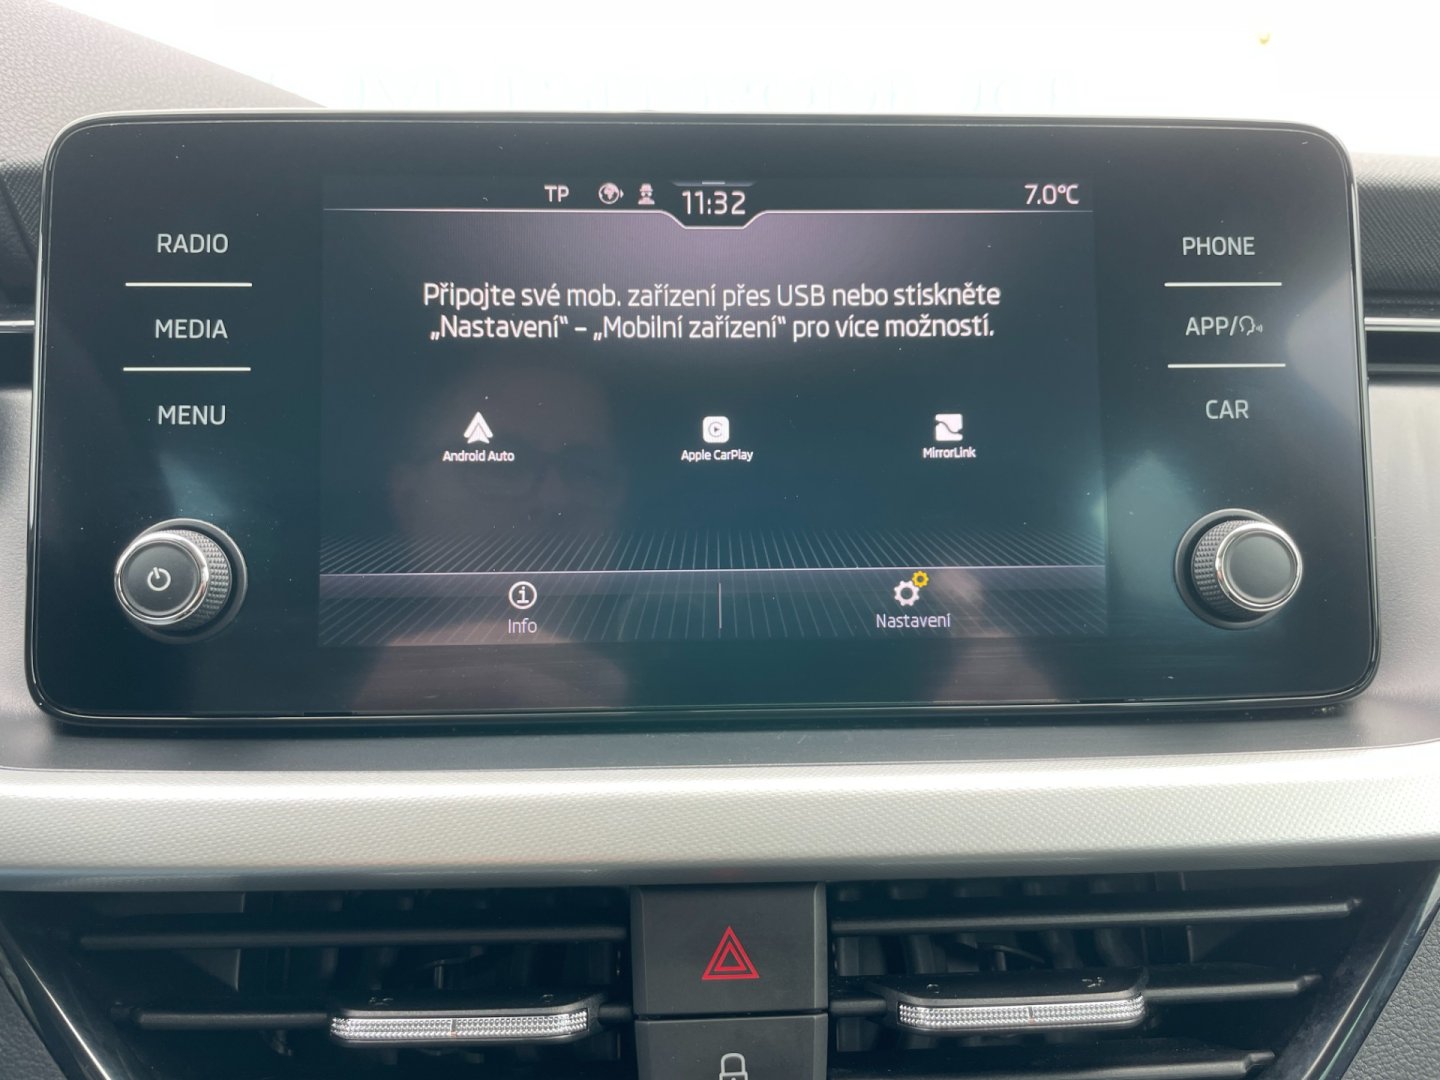 TP 11:32 7.0°C
RADIO
MEDIA
MENU
Připojte své mob. zařízení přes USB nebo stiskněte
„Nastavení“ – „Mobilní zařízení“ pro více možností.
Android Auto
Apple CarPlay
MirrorLink
Info
Nastavení
PHONE
APP/
CAR